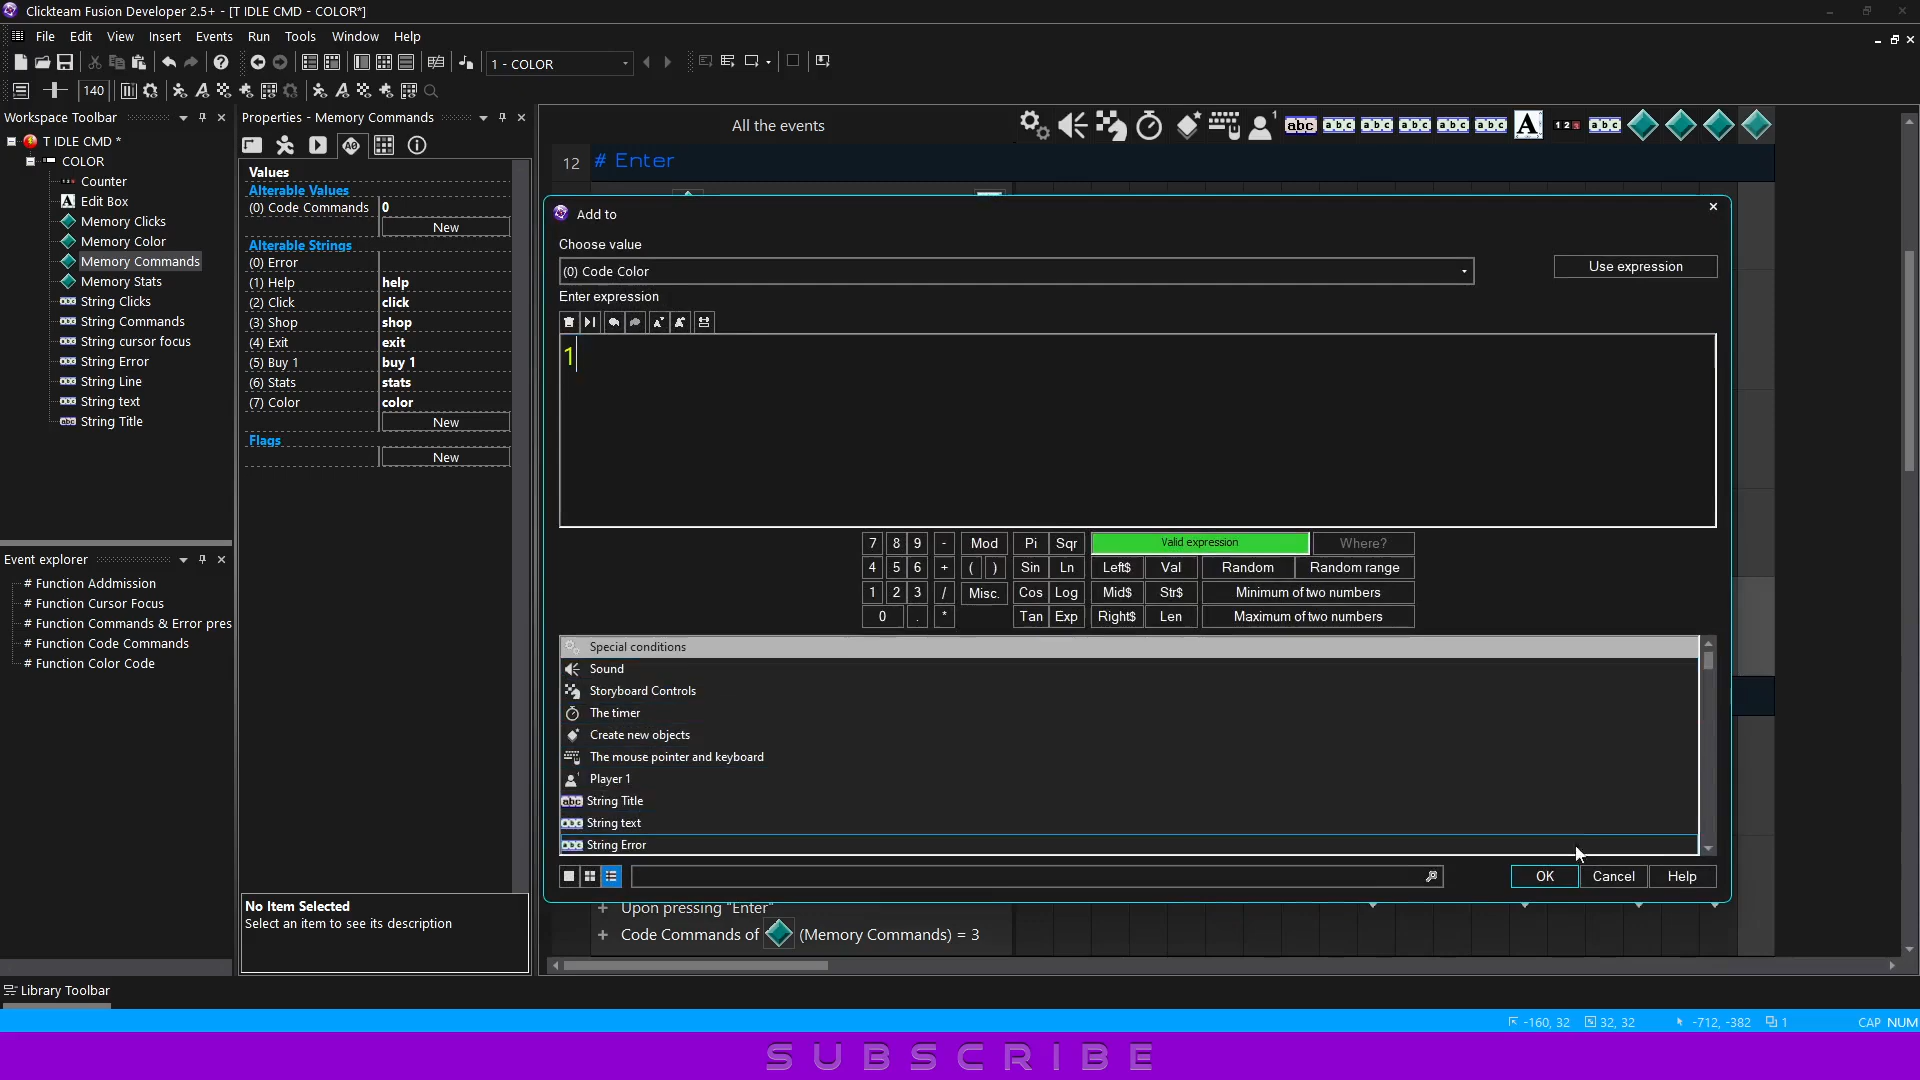 Clickteam Fusion Developer 2.5+ - [T IDLE CMD - COLOR*]
File Edit View Insert Events Run Tools Window Help
1 - COLOR
140
Workspace Toolbar
T IDLE CMD *
COLOR
Counter
Edit Box
Memory Clicks
Memory Color
Memory Commands
Memory Stats
String Clicks
String Commands
String cursor focus
String Error
String Line
String text
String Title
Event explorer
# Function Addmission
# Function Cursor Focus
# Function Commands & Error pres
# Function Code Commands
# Function Color Code
Properties - Memory Commands
Values
Alterable Values
(0) Code Commands 0
New
Alterable Strings
(0) Error
(1) Help help
(2) Click click
(3) Shop shop
(4) Exit exit
(5) Buy 1 buy 1
(6) Stats stats
(7) Color color
New
Flags
New
No Item Selected
Select an item to see its description
All the events
12 # Enter
Add to
Choose value
(0) Code Color
Use expression
Enter expression
1
7 8 9 - Mod Pi Sqr Valid expression Where?
4 5 6 + ( ) Sin Ln Left$ Val Random Random range
1 2 3 / Misc. Cos Log Mid$ Str$ Minimum of two numbers
0 . * Tan Exp Right$ Len Maximum of two numbers
Special conditions
Sound
Storyboard Controls
The timer
Create new objects
The mouse pointer and keyboard
Player 1
abc String Title
abc String text
abc String Error
OK Cancel Help
+ Upon pressing "Enter"
+ Code Commands of (Memory Commands) = 3
Library Toolbar
-160, 32 32, 32 -712, -382 1 CAP NUM
SUBSCRIBE